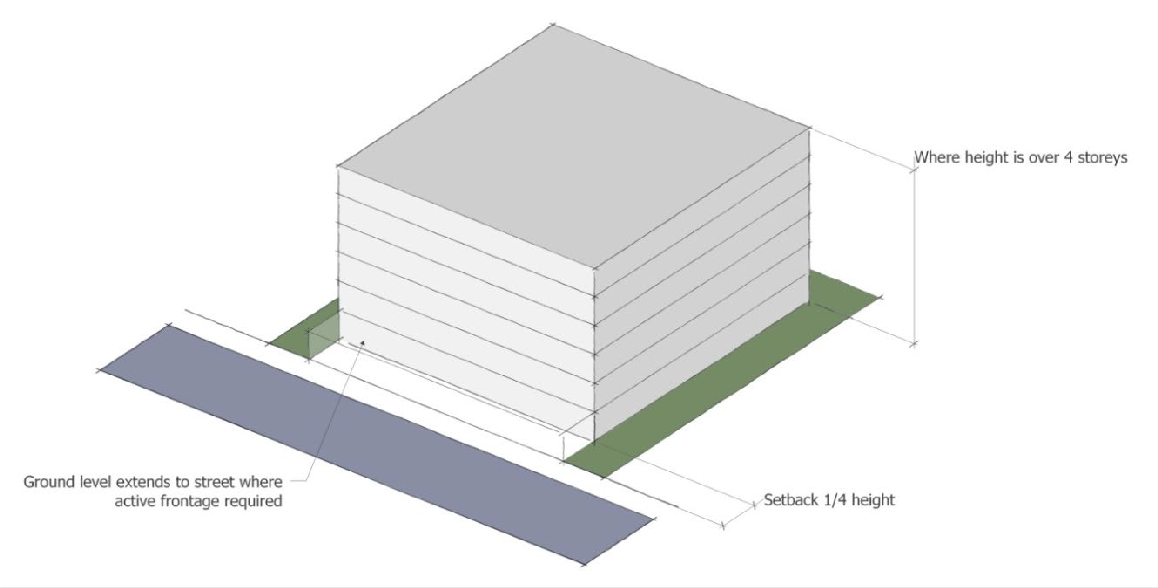 Where height is over 4 storeys
Ground level extends to street where
active frontage required
Setback 1/4 height